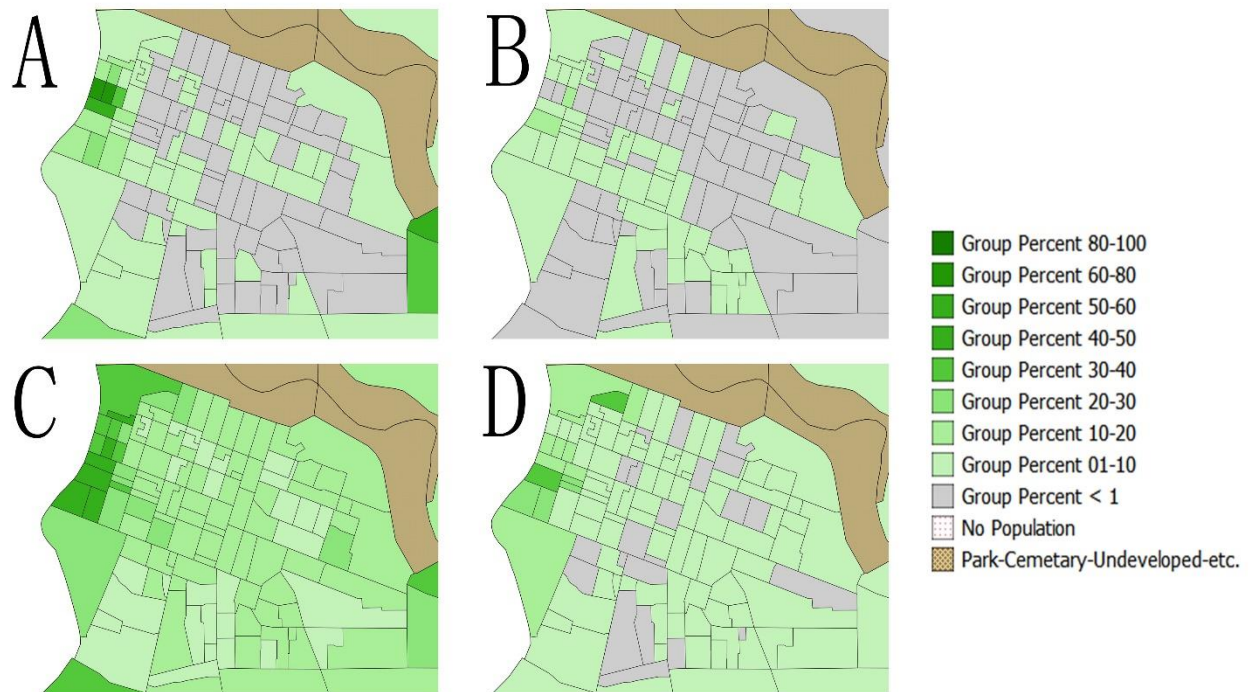 A
B
C
D
Group Percent 80-100
Group Percent 60-80
Group Percent 50-60
Group Percent 40-50
Group Percent 30-40
Group Percent 20-30
Group Percent 10-20
Group Percent 01-10
Group Percent < 1
No Population
Park-Cemetary-Undeveloped-etc.